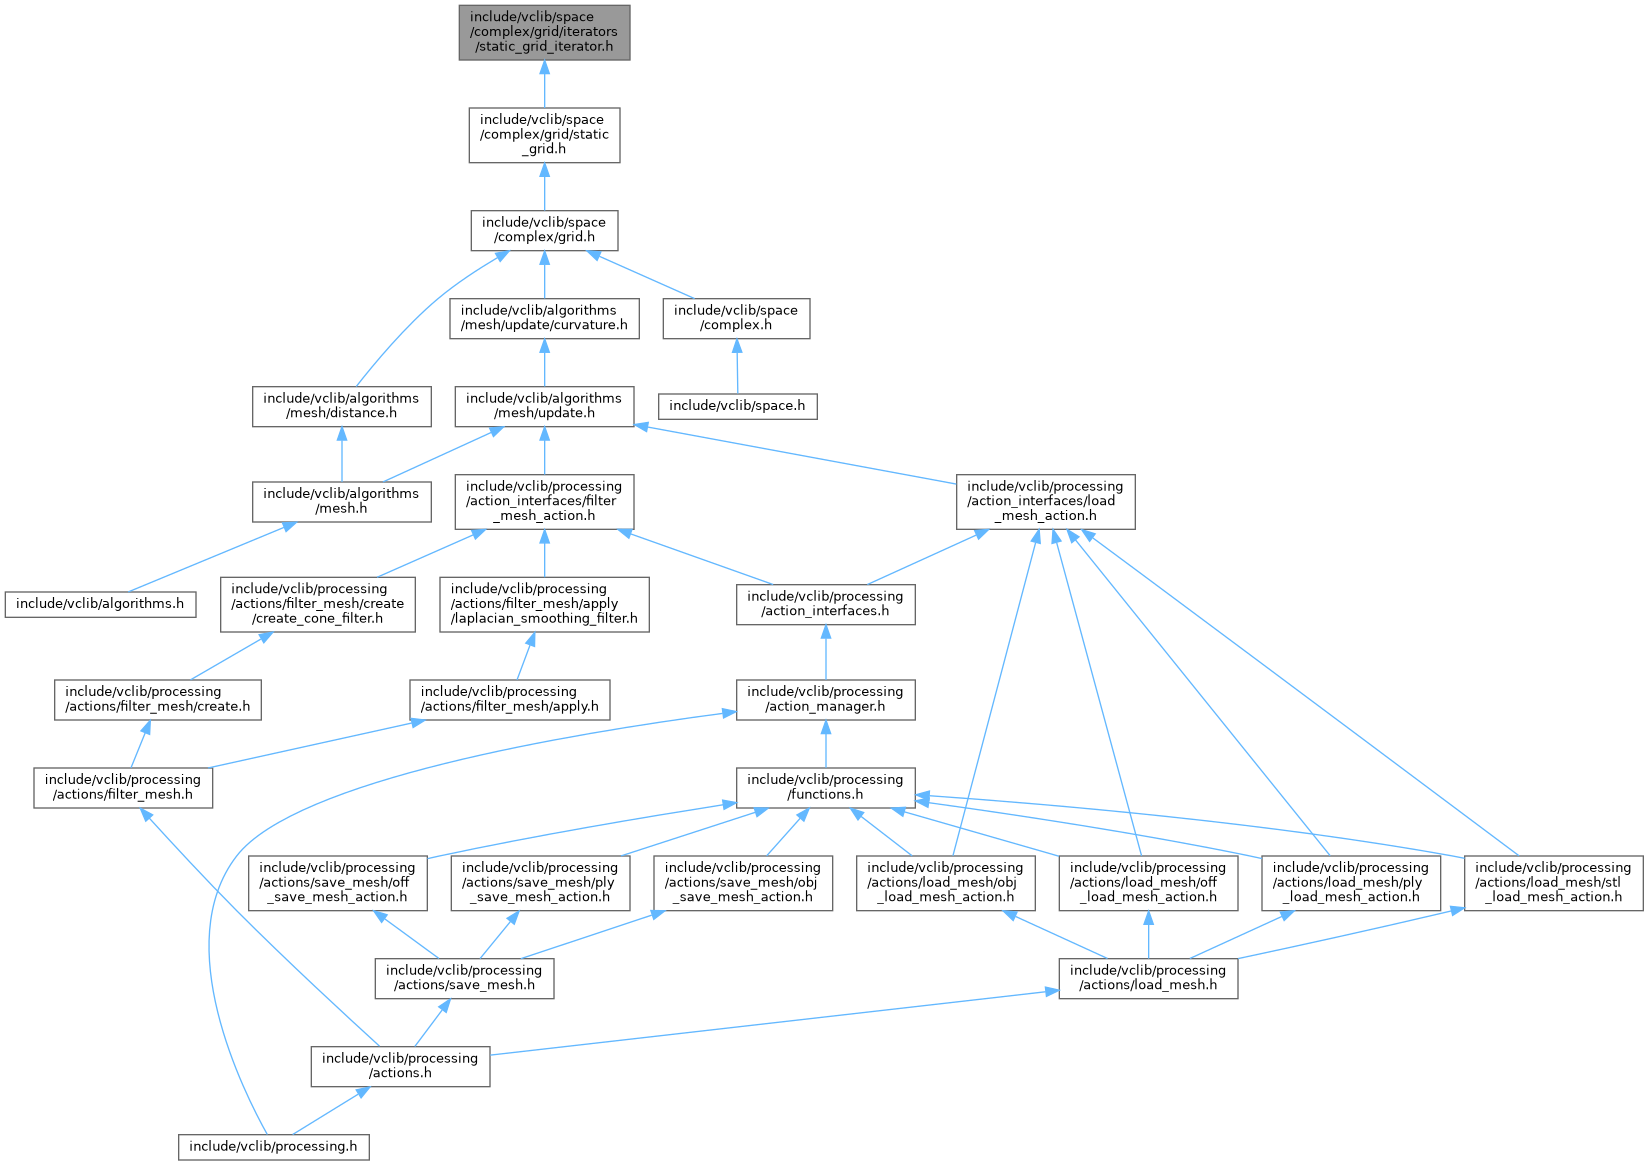 include/vclib/space
/complex/grid/iterators
/static_grid_iterator.h
include/vclib/space
/complex/grid/static
_grid.h
include/vclib/space
/complex/grid.h
include/vclib/algorithms
/mesh/update/curvature.h
include/vclib/space
/complex.h
include/vclib/algorithms
/mesh/distance.h
include/vclib/algorithms
/mesh/update.h
include/vclib/space.h
include/vclib/algorithms
/mesh.h
include/vclib/processing
/action_interfaces/filter
_mesh_action.h
include/vclib/processing
/action_interfaces/load
_mesh_action.h
include/vclib/algorithms.h
include/vclib/processing
/actions/filter_mesh/create
/create_cone_filter.h
include/vclib/processing
/actions/filter_mesh/apply
/laplacian_smoothing_filter.h
include/vclib/processing
/action_interfaces.h
include/vclib/processing
/actions/filter_mesh/create.h
include/vclib/processing
/actions/filter_mesh/apply.h
include/vclib/processing
/action_manager.h
include/vclib/processing
/actions/filter_mesh.h
include/vclib/processing
/functions.h
include/vclib/processing
/actions/save_mesh/off
_save_mesh_action.h
include/vclib/processing
/actions/save_mesh/ply
_save_mesh_action.h
include/vclib/processing
/actions/save_mesh/obj
_save_mesh_action.h
include/vclib/processing
/actions/load_mesh/obj
_load_mesh_action.h
include/vclib/processing
/actions/load_mesh/off
_load_mesh_action.h
include/vclib/processing
/actions/load_mesh/ply
_load_mesh_action.h
include/vclib/processing
/actions/load_mesh/stl
_load_mesh_action.h
include/vclib/processing
/actions/save_mesh.h
include/vclib/processing
/actions/load_mesh.h
include/vclib/processing
/actions.h
include/vclib/processing.h